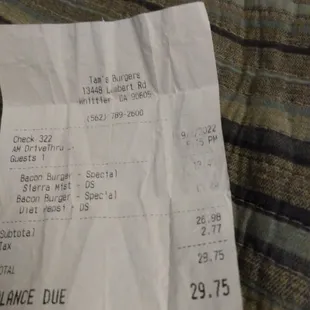 Tam's Burgers
13448 Lambert Rd
Whittier CA 90605
(562) 789-2600
Check 322
AM DriveThru
Guests 1
Bacon Burger - Special
Sierra Mist - DS
Bacon Burger - Special
Diet Pepsi - DS
Subtotal 26.98
Tax 2.77
TOTAL 29.75
LANCE DUE 29.75